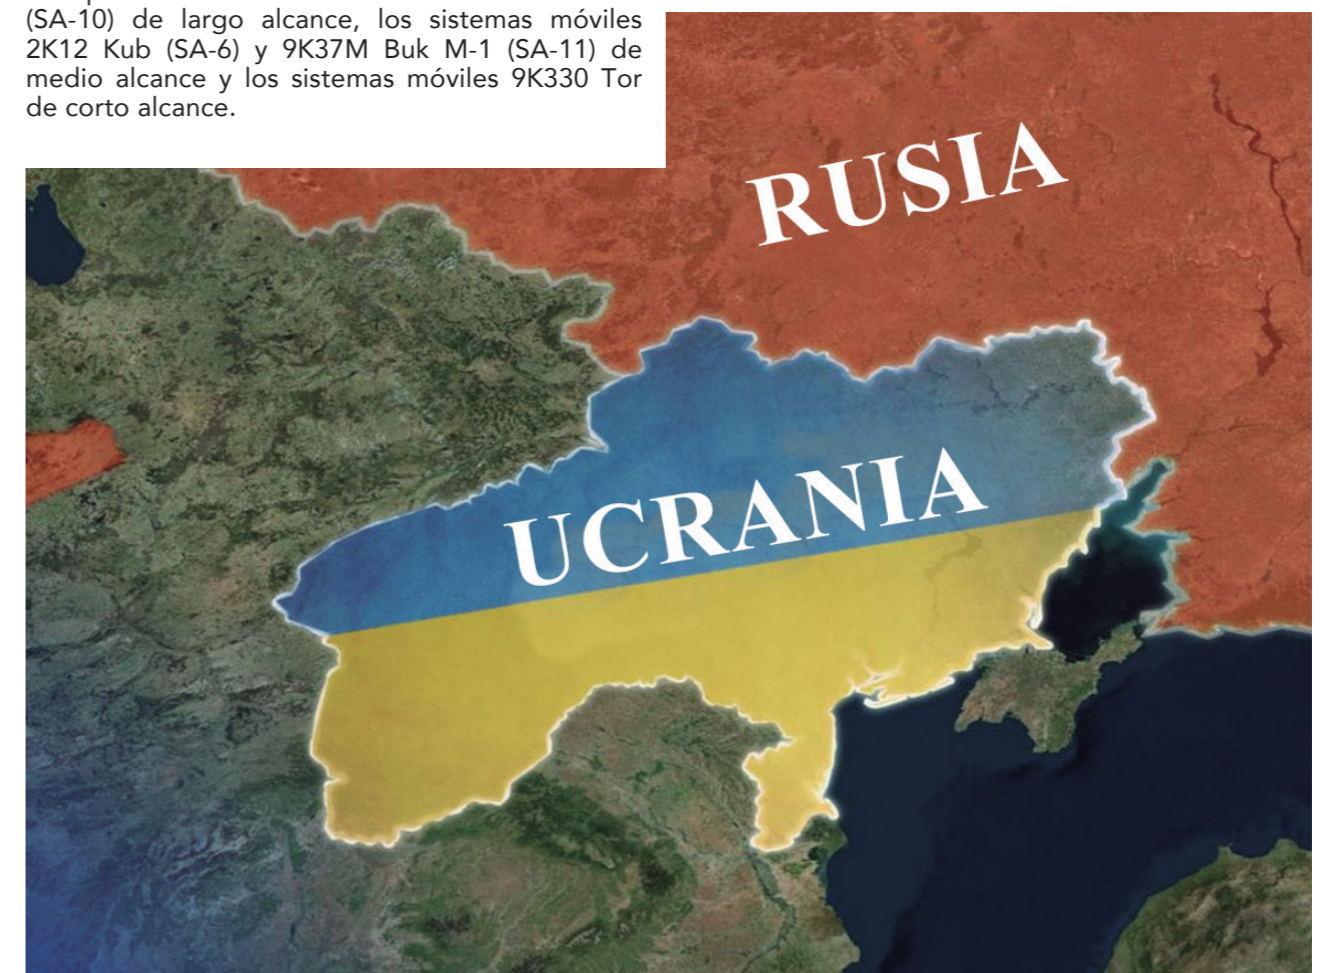 (SA-10) de largo alcance, los sistemas móviles
2K12 Kub (SA-6) y 9K37M Buk M-1 (SA-11) de
medio alcance y los sistemas móviles 9K330 Tor
de corto alcance.
RUSIA
UCRANIA